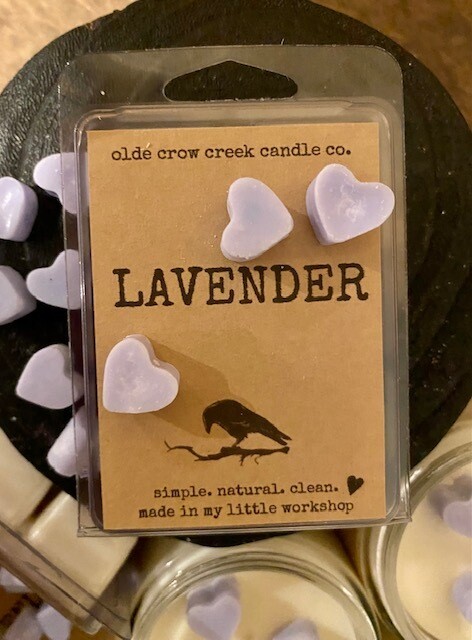 olde crow creek candle co.
LAVENDER
simple. natural. clean.
made in my little workshop